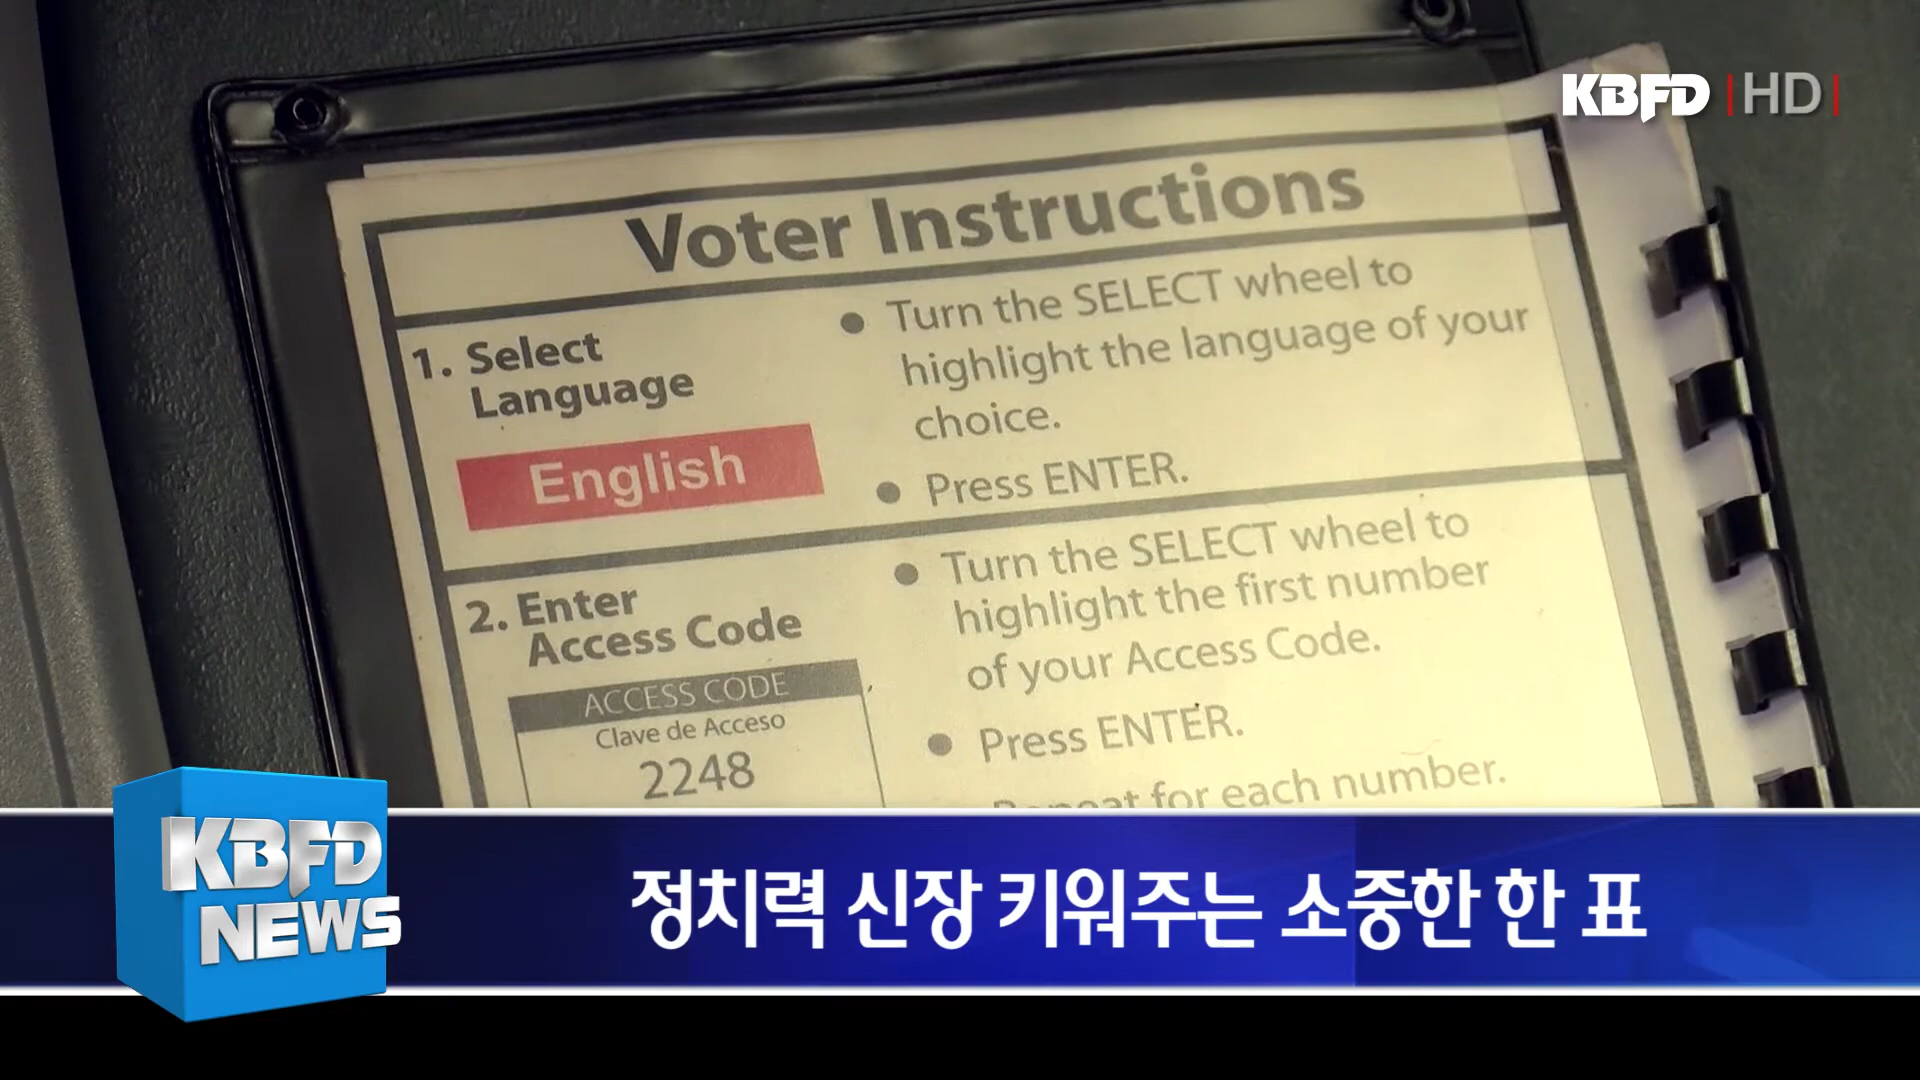 KBFD HD
Voter Instructions
1. Select
Language
English
● Turn the SELECT wheel to
highlight the language of your
choice.
● Press ENTER.
2. Enter
Access Code
ACCESS CODE
Clave de Acceso
2248
● Turn the SELECT wheel to
highlight the first number
of your Access Code.
● Press ENTER.
Repeat for each number.
KBFD
NEWS
정치력 신장 키워주는 소중한 한 표